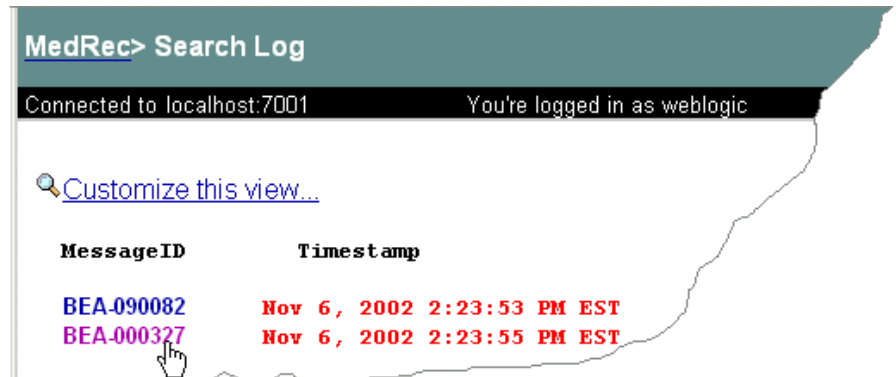 MedRec> Search Log
Connected to localhost:7001 You're logged in as weblogic
Customize this view...
MessageID Timestamp
BEA-090082 Nov 6, 2002 2:23:53 PM EST
BEA-000327 Nov 6, 2002 2:23:55 PM EST